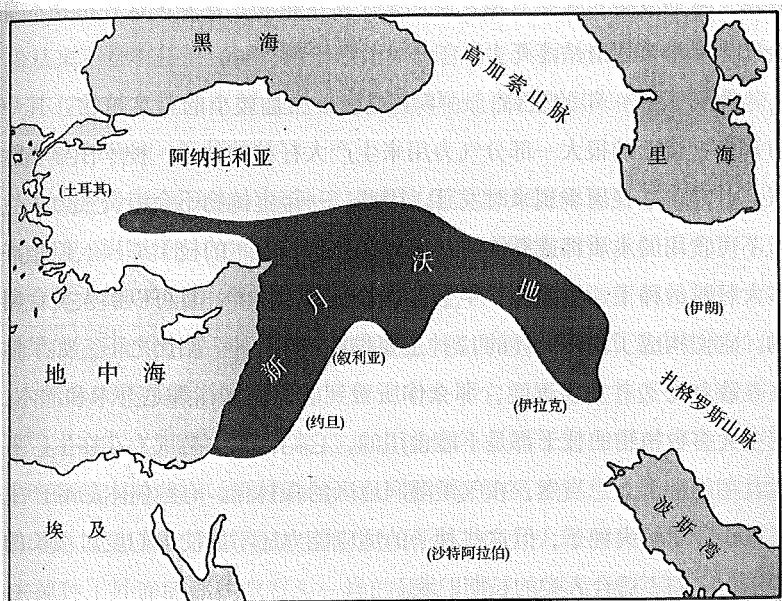 黑海
高加索山脉
里海
阿纳托利亚
(土耳其)
新月沃地
(伊朗)
地中海
(叙利亚)
(伊拉克)
扎格罗斯山脉
(约旦)
埃及
波斯湾
(沙特阿拉伯)